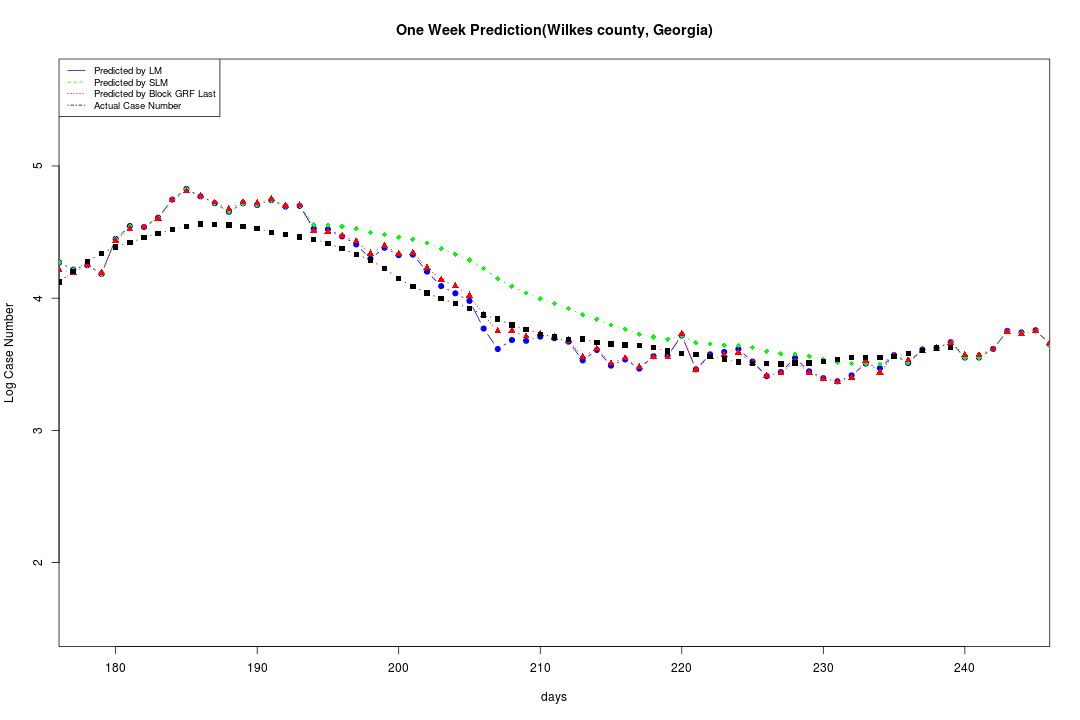 One Week Prediction(Wilkes county, Georgia)
Predicted by LM
Predicted by SLM
Predicted by Block GRF Last
Actual Case Number
Log Case Number
5
4
3
2
180 190 200 210 220 230 240
days